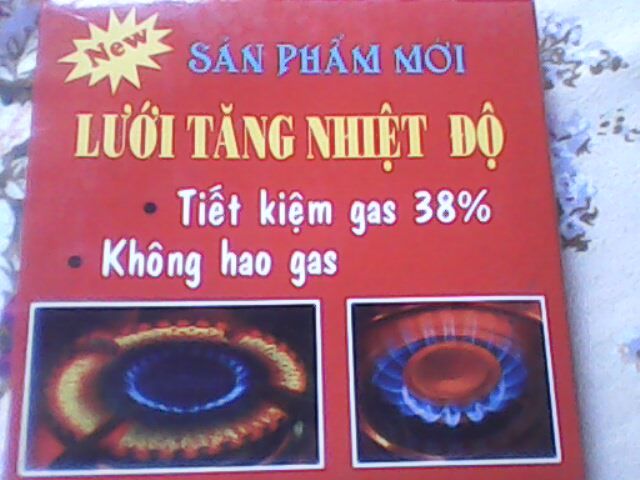 New
SẢN PHẨM MỚI
LƯỚI TĂNG NHIỆT ĐỘ
• Tiết kiệm gas 38%
• Không hao gas